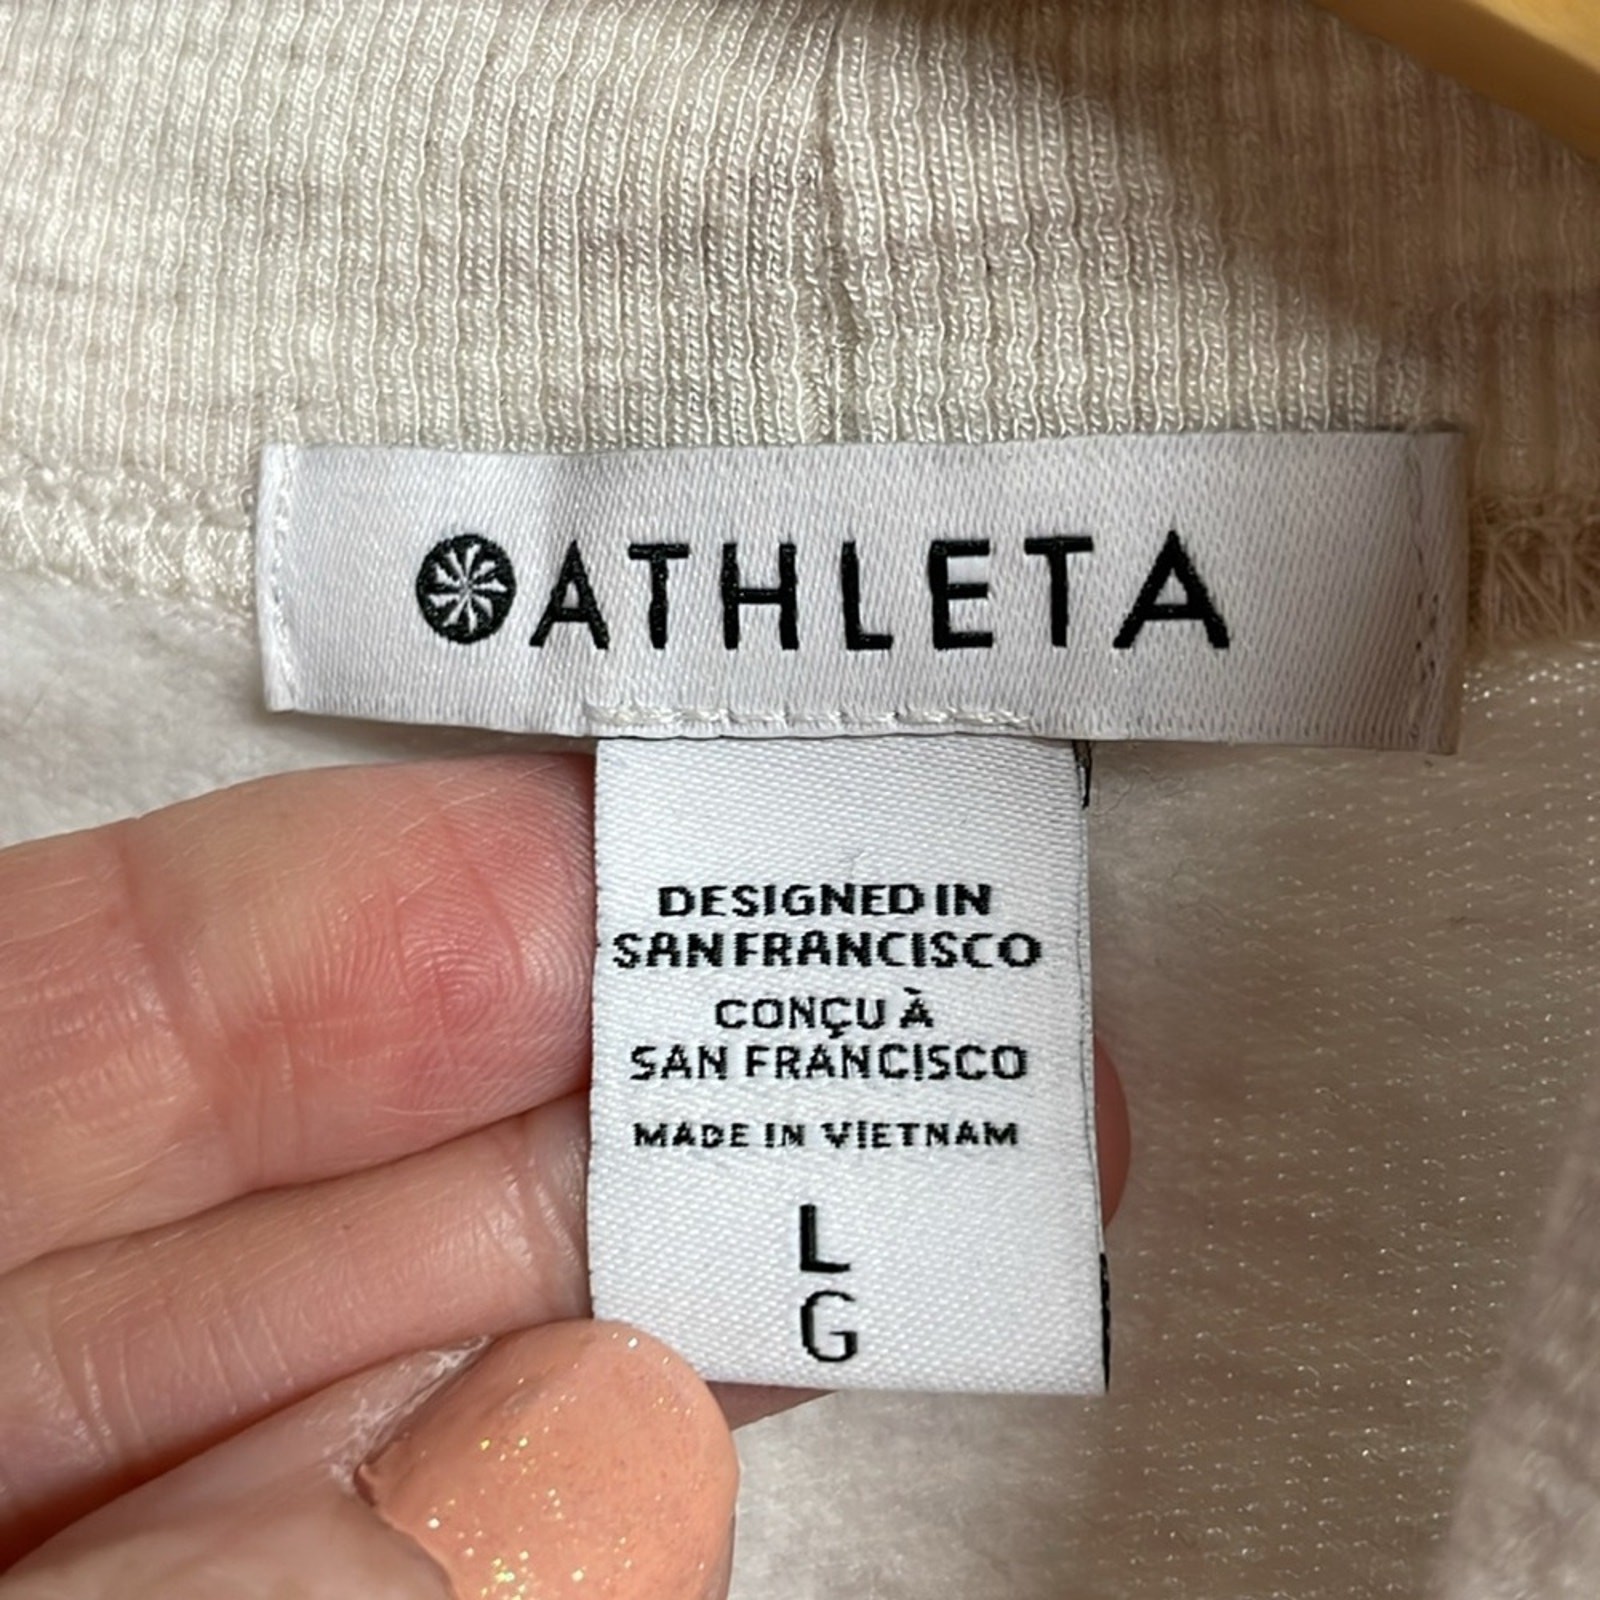 ATHLETA
DESIGNED IN
SAN FRANCISCO
CONÇU À
SAN FRANCISCO
MADE IN VIETNAM
L
G